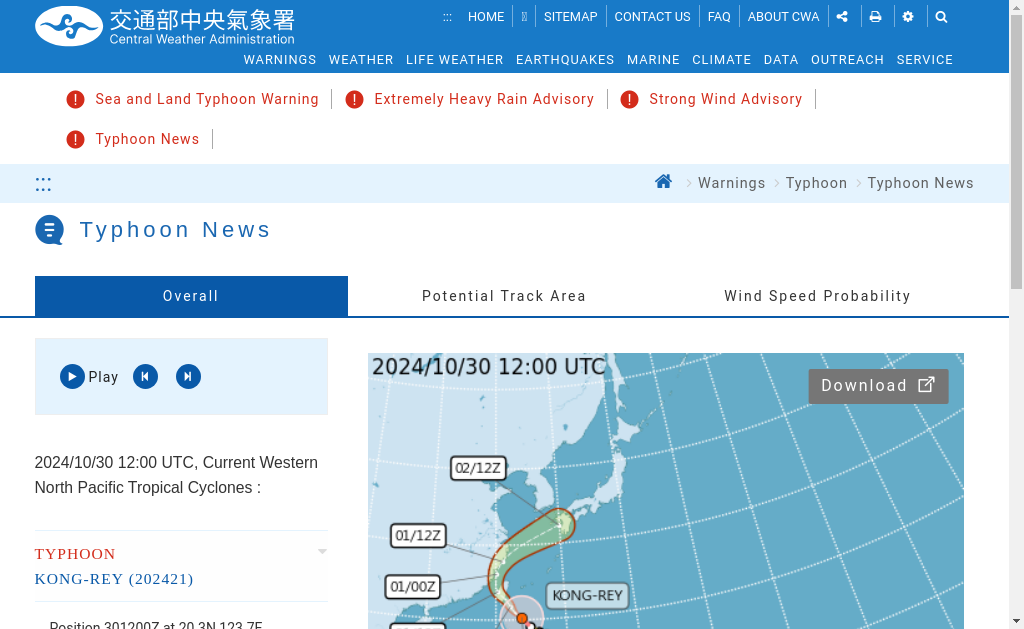 交通部中央氣象署
Central Weather Administration
::: HOME SITEMAP CONTACT US FAQ ABOUT CWA
WARNINGS WEATHER LIFE WEATHER EARTHQUAKES MARINE CLIMATE DATA OUTREACH SERVICE
Sea and Land Typhoon Warning Extremely Heavy Rain Advisory Strong Wind Advisory
Typhoon News
::: Warnings Typhoon Typhoon News
Typhoon News
Overall Potential Track Area Wind Speed Probability
Play
2024/10/30 12:00 UTC, Current Western
North Pacific Tropical Cyclones :
TYPHOON
KONG-REY (202421)
Position 301200Z at 20.3N 123.7E
2024/10/30 12:00 UTC
Download
02/12Z
01/12Z
01/00Z
KONG-REY